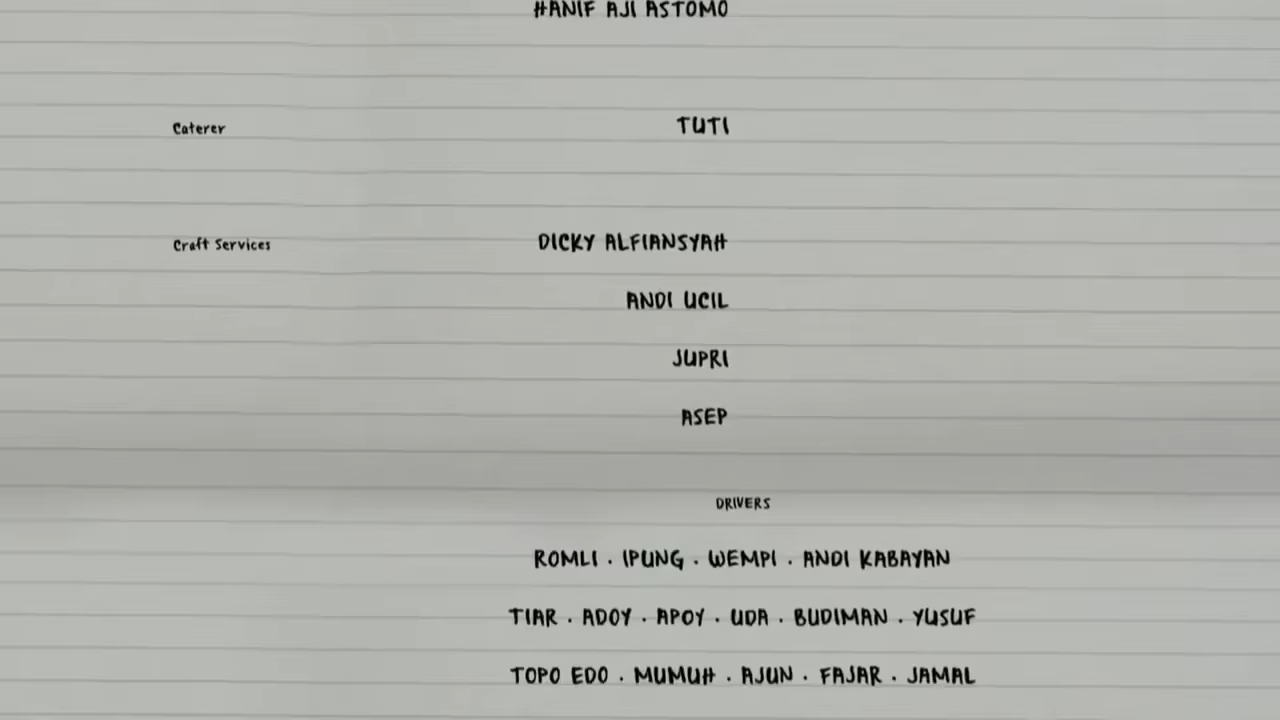 HANIF AJI ASTOMO
Caterer TUTI
Craft Services DICKY ALFIANSYAH
ANDI UCIL
JUPRI
ASEP
DRIVERS
ROMLI . IPUNG . WEMPI . ANDI KABAYAN
TIAR . ADOY . APOY . UDA . BUDIMAN . YUSUF
TOPO EDO . MUMUH . AJUN . FAJAR . JAMAL